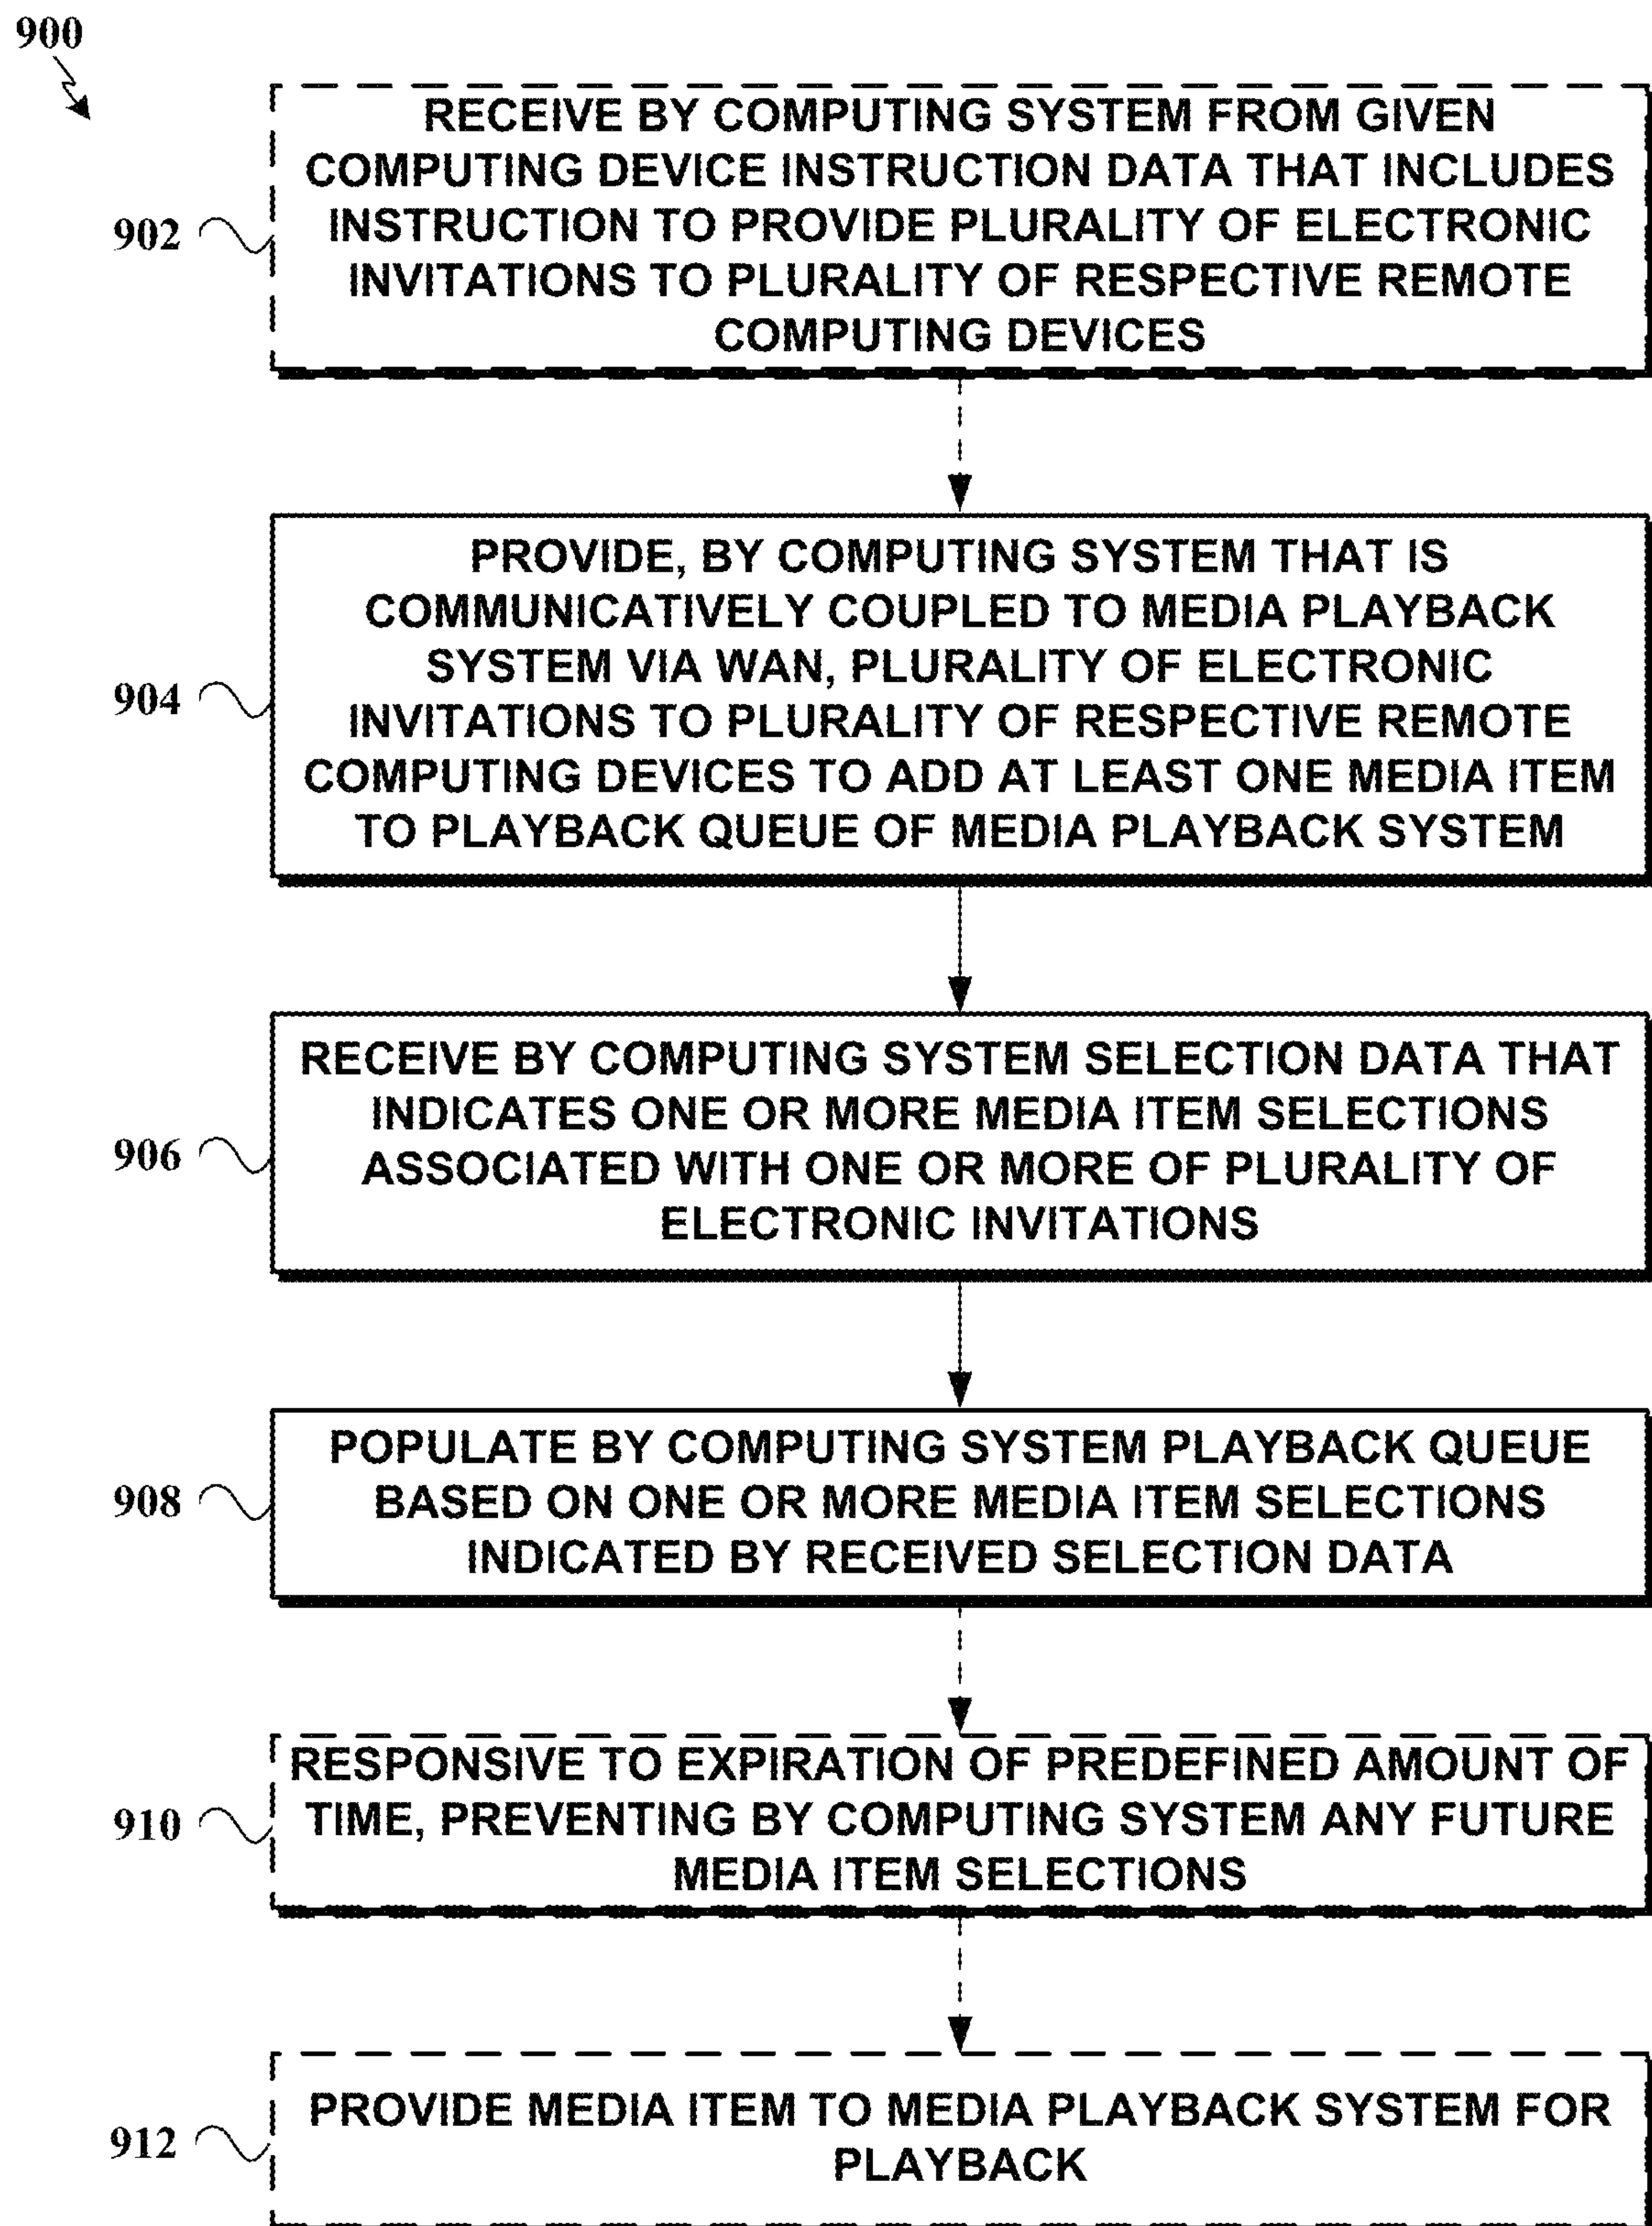 900
RECEIVE BY COMPUTING SYSTEM FROM GIVEN
COMPUTING DEVICE INSTRUCTION DATA THAT INCLUDES
INSTRUCTION TO PROVIDE PLURALITY OF ELECTRONIC
INVITATIONS TO PLURALITY OF RESPECTIVE REMOTE
COMPUTING DEVICES
902
PROVIDE, BY COMPUTING SYSTEM THAT IS
COMMUNICATIVELY COUPLED TO MEDIA PLAYBACK
SYSTEM VIA WAN, PLURALITY OF ELECTRONIC
INVITATIONS TO PLURALITY OF RESPECTIVE REMOTE
COMPUTING DEVICES TO ADD AT LEAST ONE MEDIA ITEM
TO PLAYBACK QUEUE OF MEDIA PLAYBACK SYSTEM
904
RECEIVE BY COMPUTING SYSTEM SELECTION DATA THAT
INDICATES ONE OR MORE MEDIA ITEM SELECTIONS
ASSOCIATED WITH ONE OR MORE OF PLURALITY OF
ELECTRONIC INVITATIONS
906
POPULATE BY COMPUTING SYSTEM PLAYBACK QUEUE
BASED ON ONE OR MORE MEDIA ITEM SELECTIONS
INDICATED BY RECEIVED SELECTION DATA
908
RESPONSIVE TO EXPIRATION OF PREDEFINED AMOUNT OF
TIME, PREVENTING BY COMPUTING SYSTEM ANY FUTURE
MEDIA ITEM SELECTIONS
910
PROVIDE MEDIA ITEM TO MEDIA PLAYBACK SYSTEM FOR
PLAYBACK
912